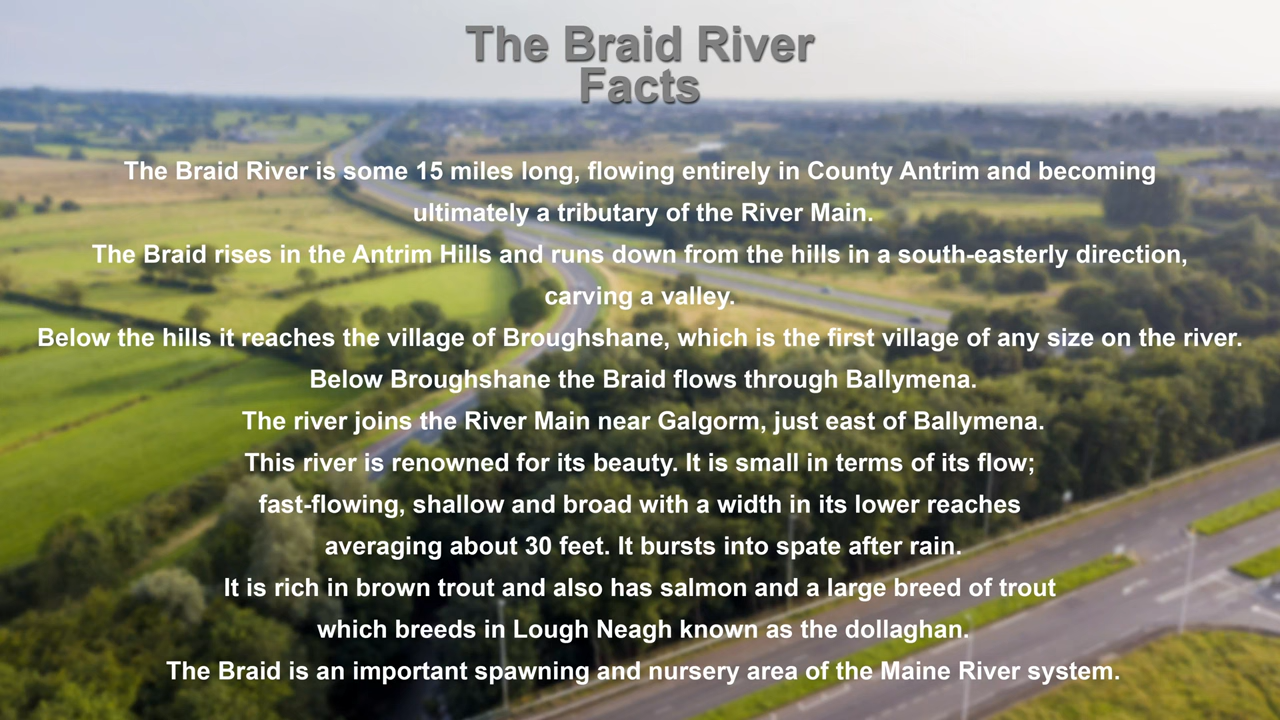 The Braid River
Facts
The Braid River is some 15 miles long, flowing entirely in County Antrim and becoming
ultimately a tributary of the River Main.
The Braid rises in the Antrim Hills and runs down from the hills in a south-easterly direction,
carving a valley.
Below the hills it reaches the village of Broughshane, which is the first village of any size on the river.
Below Broughshane the Braid flows through Ballymena.
The river joins the River Main near Galgorm, just east of Ballymena.
This river is renowned for its beauty. It is small in terms of its flow;
fast-flowing, shallow and broad with a width in its lower reaches
averaging about 30 feet. It bursts into spate after rain.
It is rich in brown trout and also has salmon and a large breed of trout
which breeds in Lough Neagh known as the dollaghan.
The Braid is an important spawning and nursery area of the Maine River system.